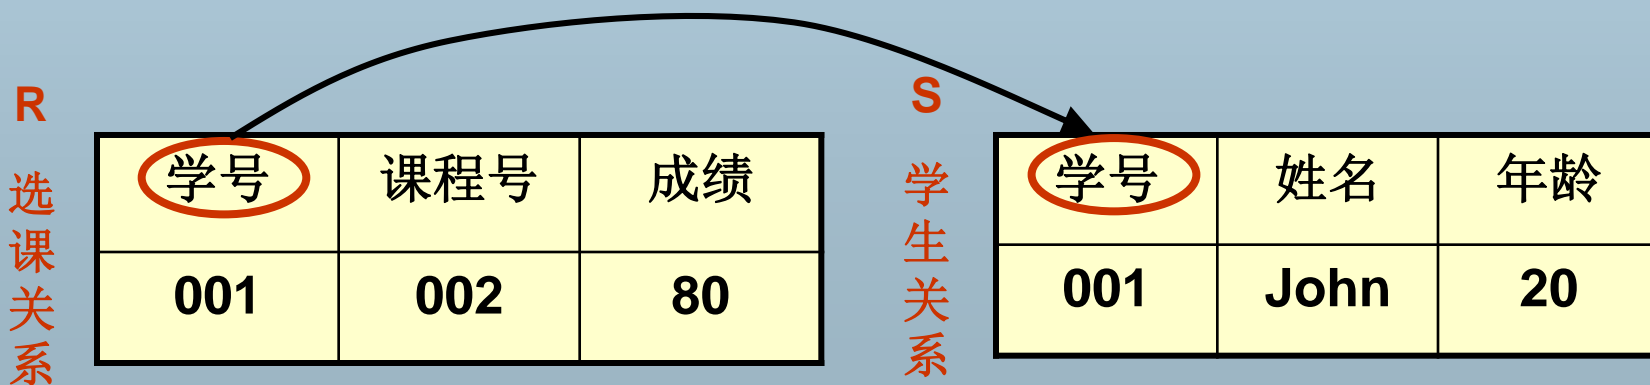 R
选课关系
学号 课程号 成绩
001 002 80
S
学生关系
学号 姓名 年龄
001 John 20